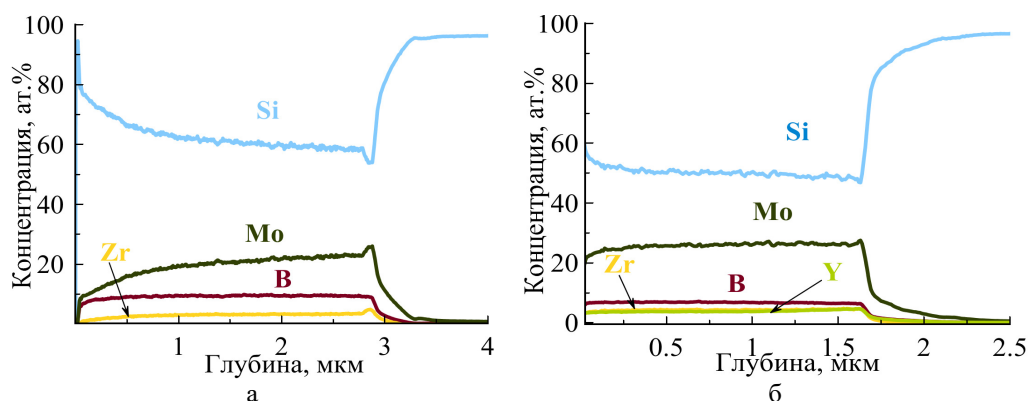 Концентрация, ат.%
100
80
60
40
20
Si
Mo
Zr
B
1
2
3
4
Глубина, мкм
а
Концентрация, ат.%
100
80
60
40
20
0
Si
Mo
Zr
B
Y
0.5
1
1.5
2
2.5
Глубина, мкм
б